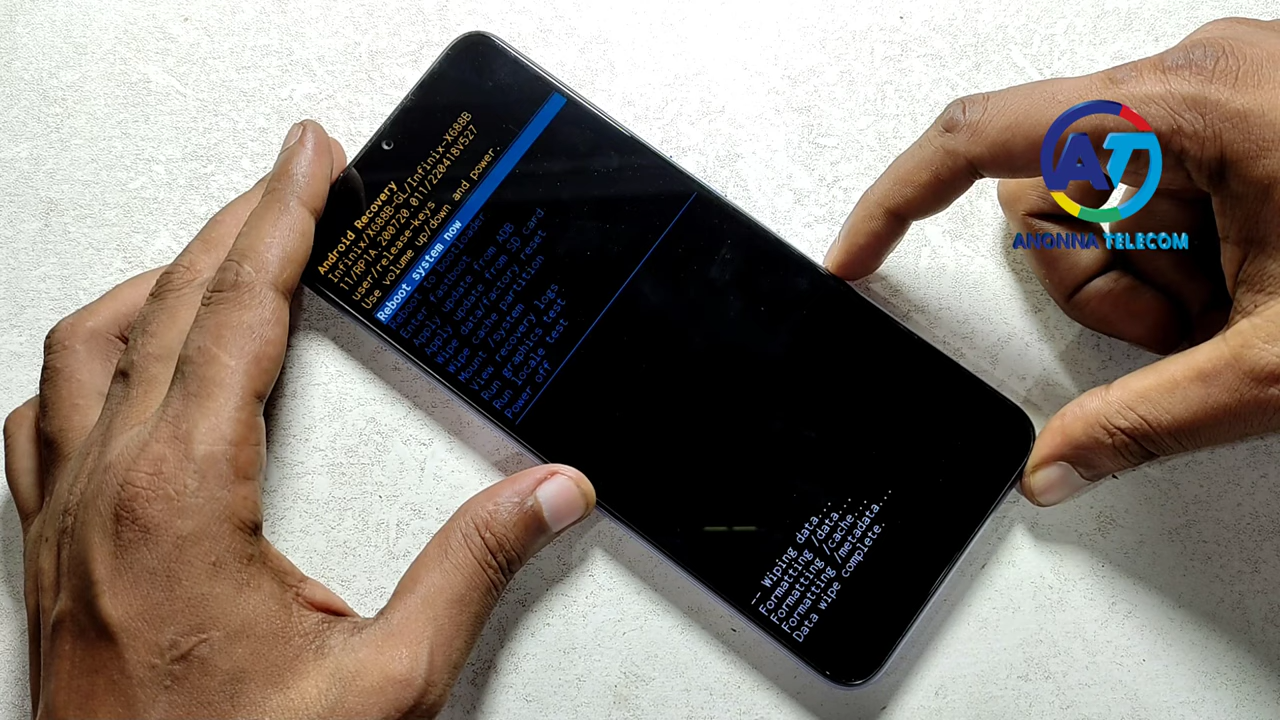 Android Recovery
Infinix/X688B-GL/Infinix-X688B
11/RP1A.200720.011/220418V527
user/release-keys
Use volume up/down and power.
Reboot system now
Reboot to bootloader
Enter fastboot
Apply update from ADB
Apply update from SD card
Wipe data/factory reset
Wipe cache partition
Mount /system
View recovery logs
Run graphics test
Run locale test
Power off
-- Wiping data...
Formatting /data...
Formatting /cache...
Formatting /metadata...
Data wipe complete.
AT
ANONNA TELECOM